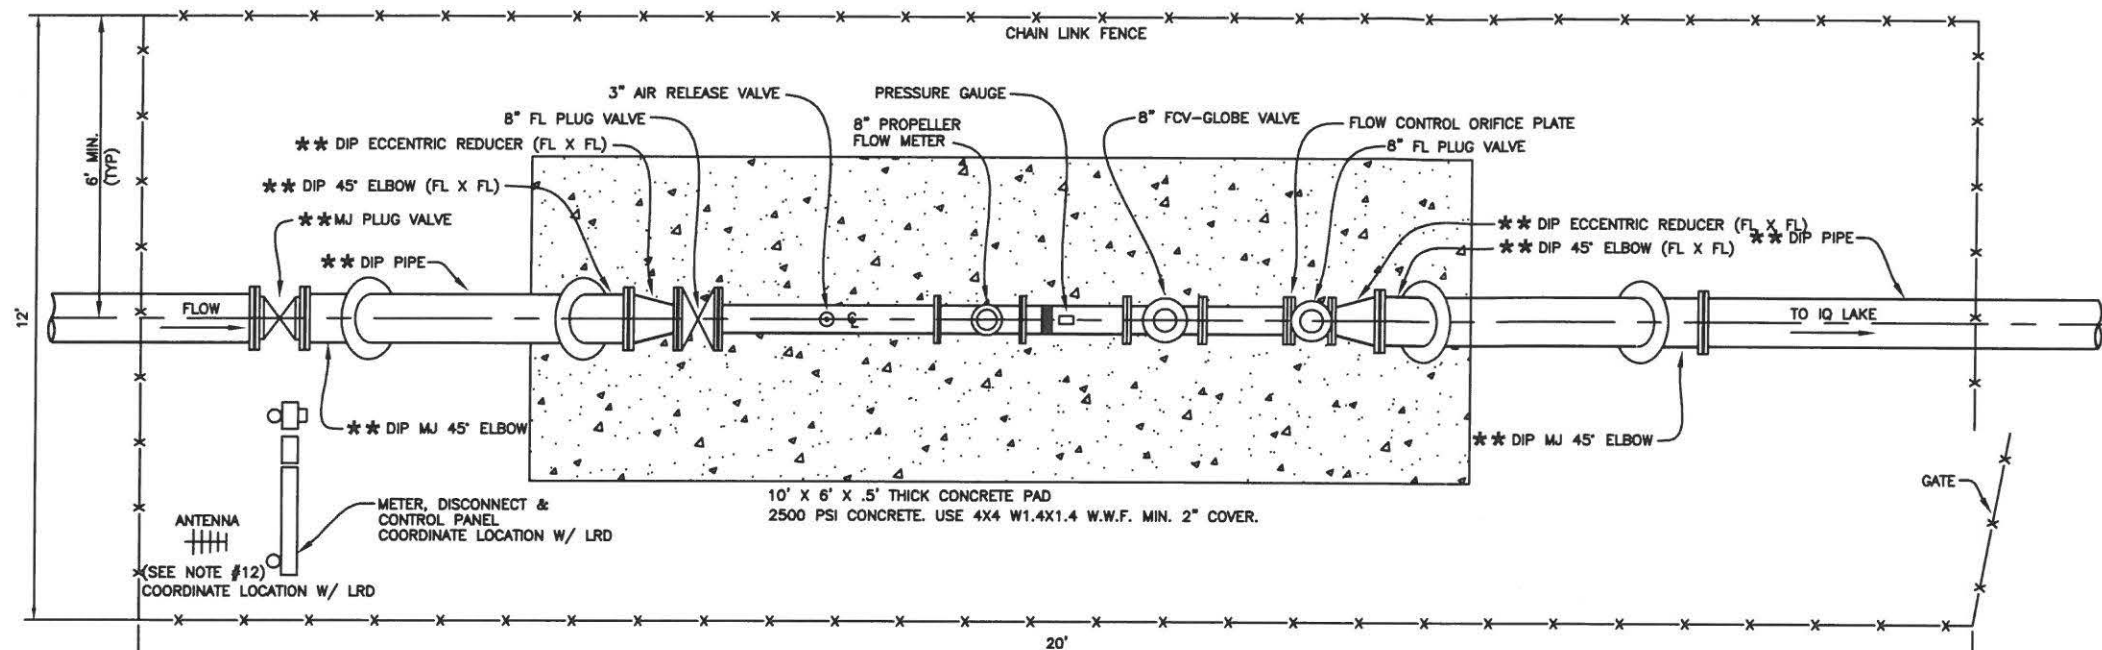 CHAIN LINK FENCE
6' MIN.
(TYP)
12'
3" AIR RELEASE VALVE
PRESSURE GAUGE
8" FL PLUG VALVE
8" PROPELLER
FLOW METER
8" FCV-GLOBE VALVE
FLOW CONTROL ORIFICE PLATE
8" FL PLUG VALVE
** DIP ECCENTRIC REDUCER (FL X FL)
** DIP 45° ELBOW (FL X FL)
**MJ PLUG VALVE
** DIP PIPE
** DIP ECCENTRIC REDUCER (FL X FL)
** DIP 45° ELBOW (FL X FL)
** DIP PIPE
FLOW
℄
TO IQ LAKE
** DIP MJ 45° ELBOW
** DIP MJ 45° ELBOW
GATE
10' X 6' X .5' THICK CONCRETE PAD
2500 PSI CONCRETE. USE 4X4 W1.4X1.4 W.W.F. MIN. 2" COVER.
METER, DISCONNECT &
CONTROL PANEL
COORDINATE LOCATION W/ LRD
ANTENNA
(SEE NOTE #12)
COORDINATE LOCATION W/ LRD
20'